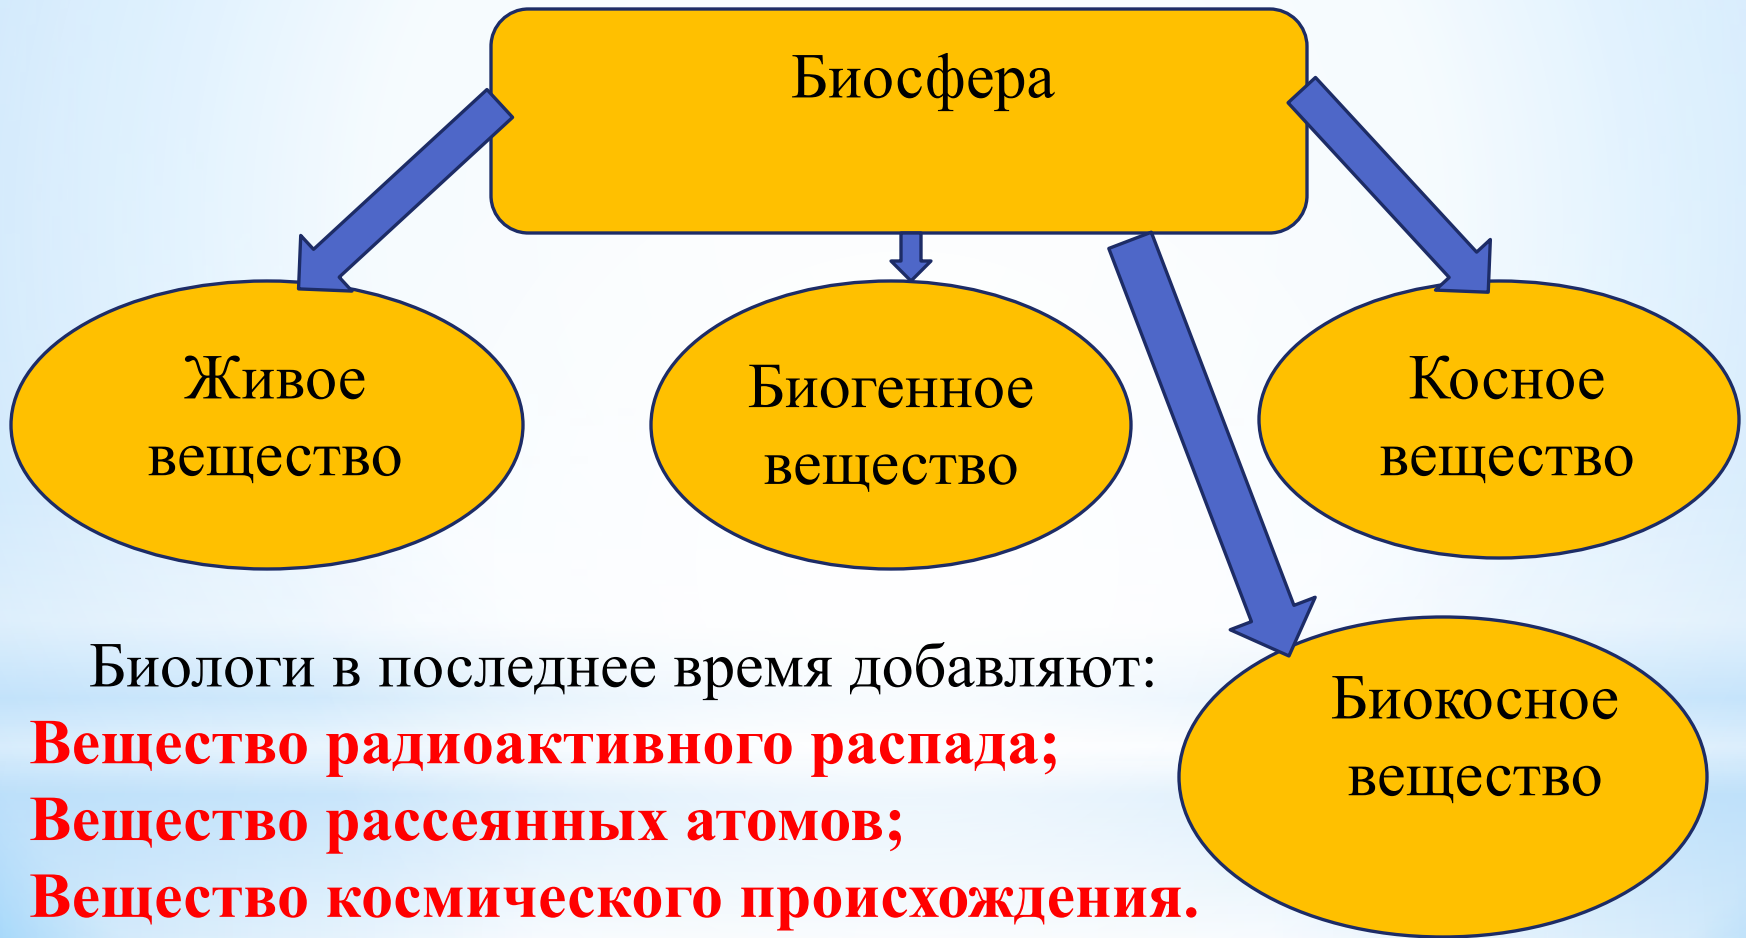 Биосфера
Живое
вещество
Биогенное
вещество
Косное
вещество
Биокосное
вещество
Биологи в последнее время добавляют:
Вещество радиоактивного распада;
Вещество рассеянных атомов;
Вещество космического происхождения.